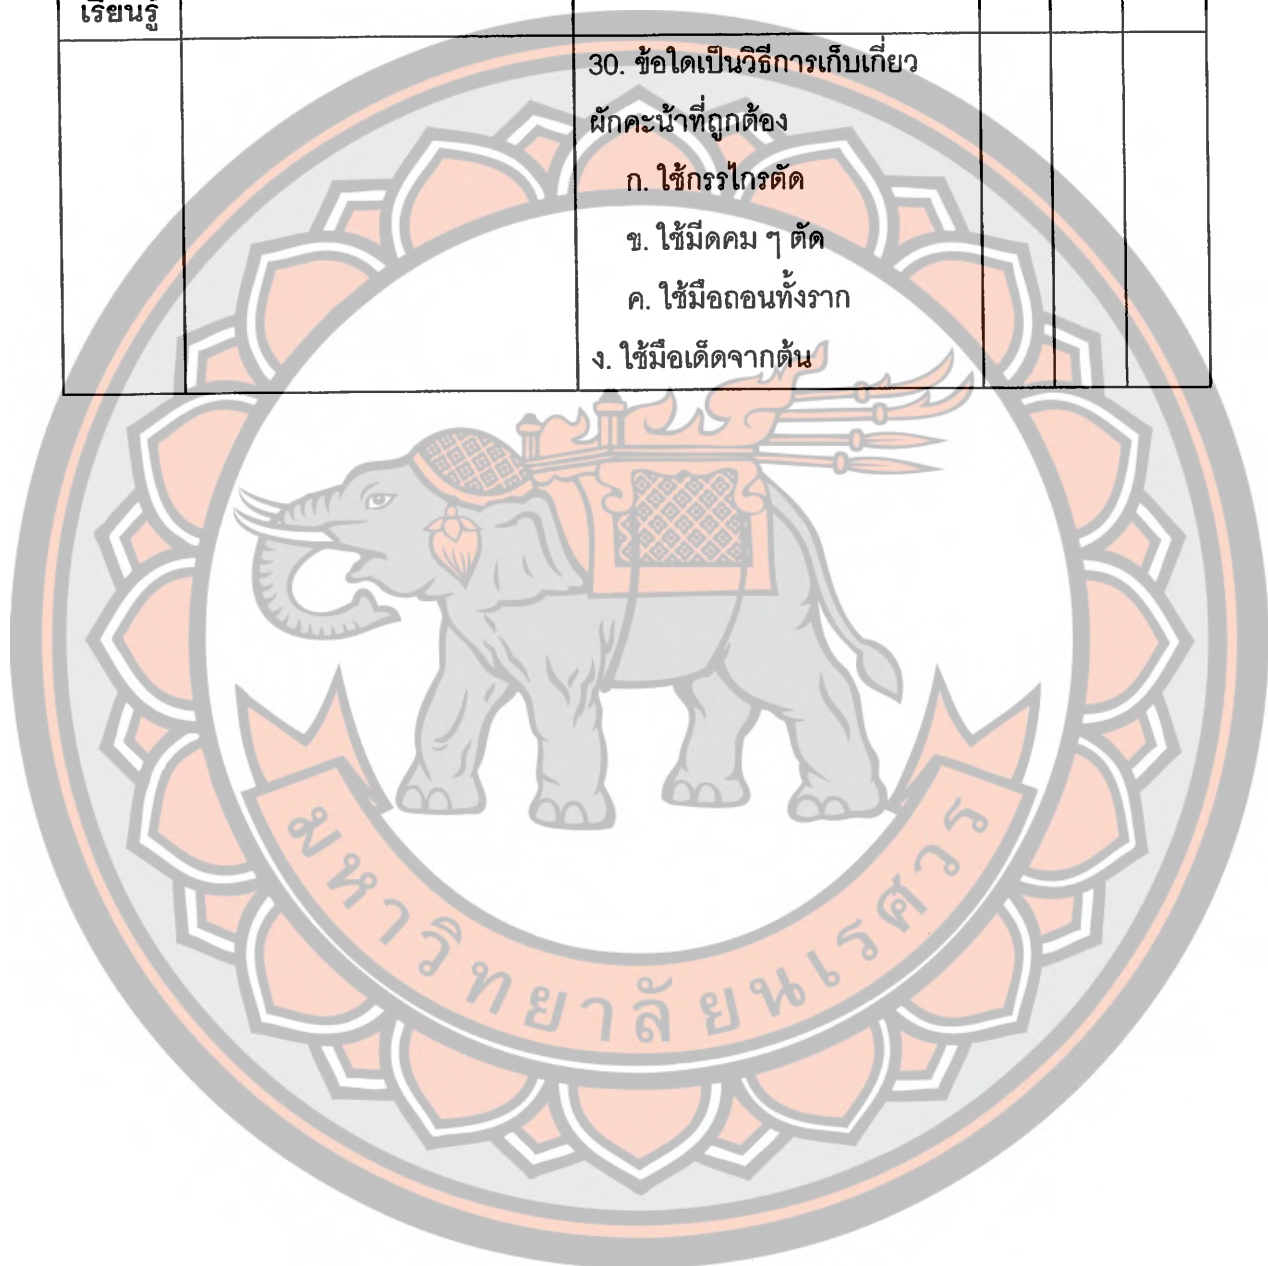 เรียนรู้
30. ข้อใดเป็นวิธีการเก็บเกี่ยว
ผักคะน้าที่ถูกต้อง
ก. ใช้กรรไกรตัด
ข. ใช้มีดคม ๆ ตัด
ค. ใช้มือถอนทั้งราก
ง. ใช้มือเด็ดจากต้น
มหาวิทยาลัยนเรศวร